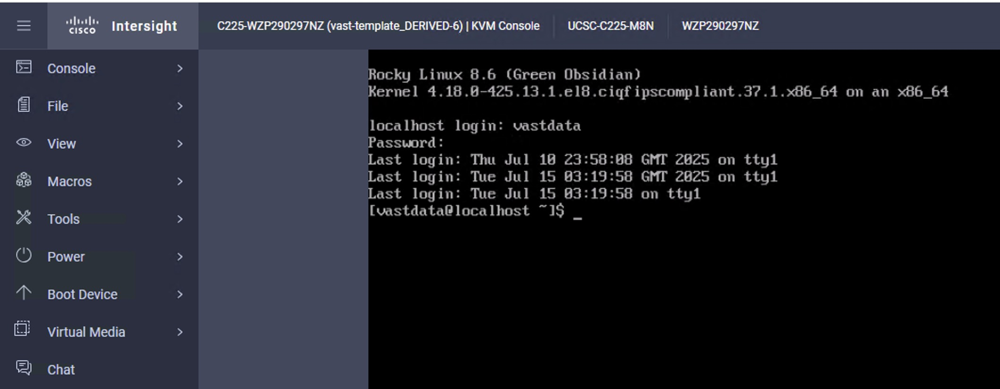 CISCO Intersight C225-WZP290297NZ (vast-template_DERIVED-6) | KVM Console UCSC-C225-M8N WZP290297NZ
Console
File
View
Macros
Tools
Power
Boot Device
Virtual Media
Chat
Rocky Linux 8.6 (Green Obsidian)
Kernel 4.18.0-425.13.1.el8.ciqfipscompliant.37.1.x86_64 on an x86_64
localhost login: vastdata
Password:
Last login: Thu Jul 10 23:58:08 GMT 2025 on tty1
Last login: Tue Jul 15 03:19:58 GMT 2025 on tty1
Last login: Tue Jul 15 03:19:58 on tty1
[vastdata@localhost ~]$ _